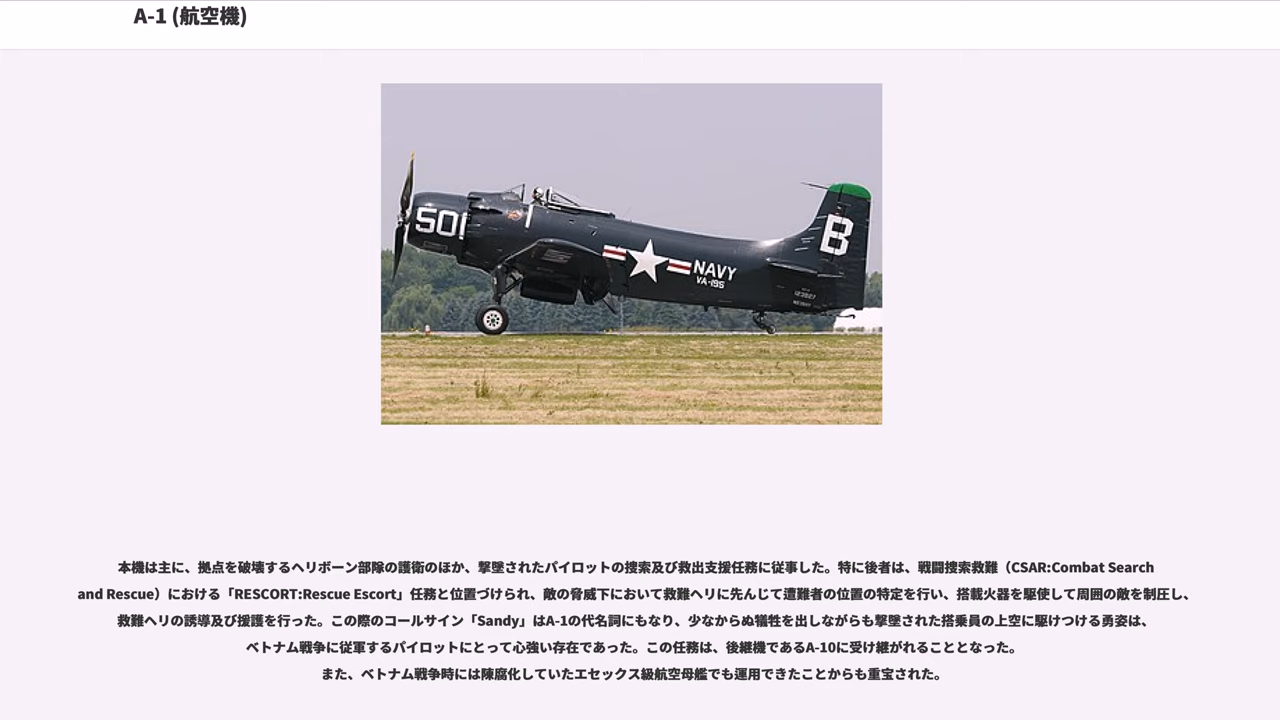 A-1 (航空機)
501
B
NAVY
VA-195
123827
本機は主に、拠点を破壊するヘリボーン部隊の護衛のほか、撃墜されたパイロットの捜索及び救出支援任務に従事した。特に後者は、戦闘捜索救難（CSAR:Combat Search
and Rescue）における「RESCORT:Rescue Escort」任務と位置づけられ、敵の脅威下において救難ヘリに先んじて遭難者の位置の特定を行い、搭載火器を駆使して周囲の敵を制圧し、
救難ヘリの誘導及び援護を行った。この際のコールサイン「Sandy」はA-1の代名詞にもなり、少なからぬ犠牲を出しながらも撃墜された搭乗員の上空に駆けつける勇姿は、
ベトナム戦争に従軍するパイロットにとって心強い存在であった。この任務は、後継機であるA-10に受け継がれることとなった。
また、ベトナム戦争時には陳腐化していたエセックス級航空母艦でも運用できたことからも重宝された。